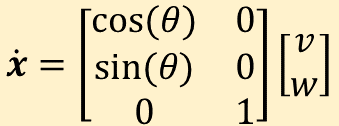 ẋ = [cos(θ) 0
sin(θ) 0
0 1] [v
w]